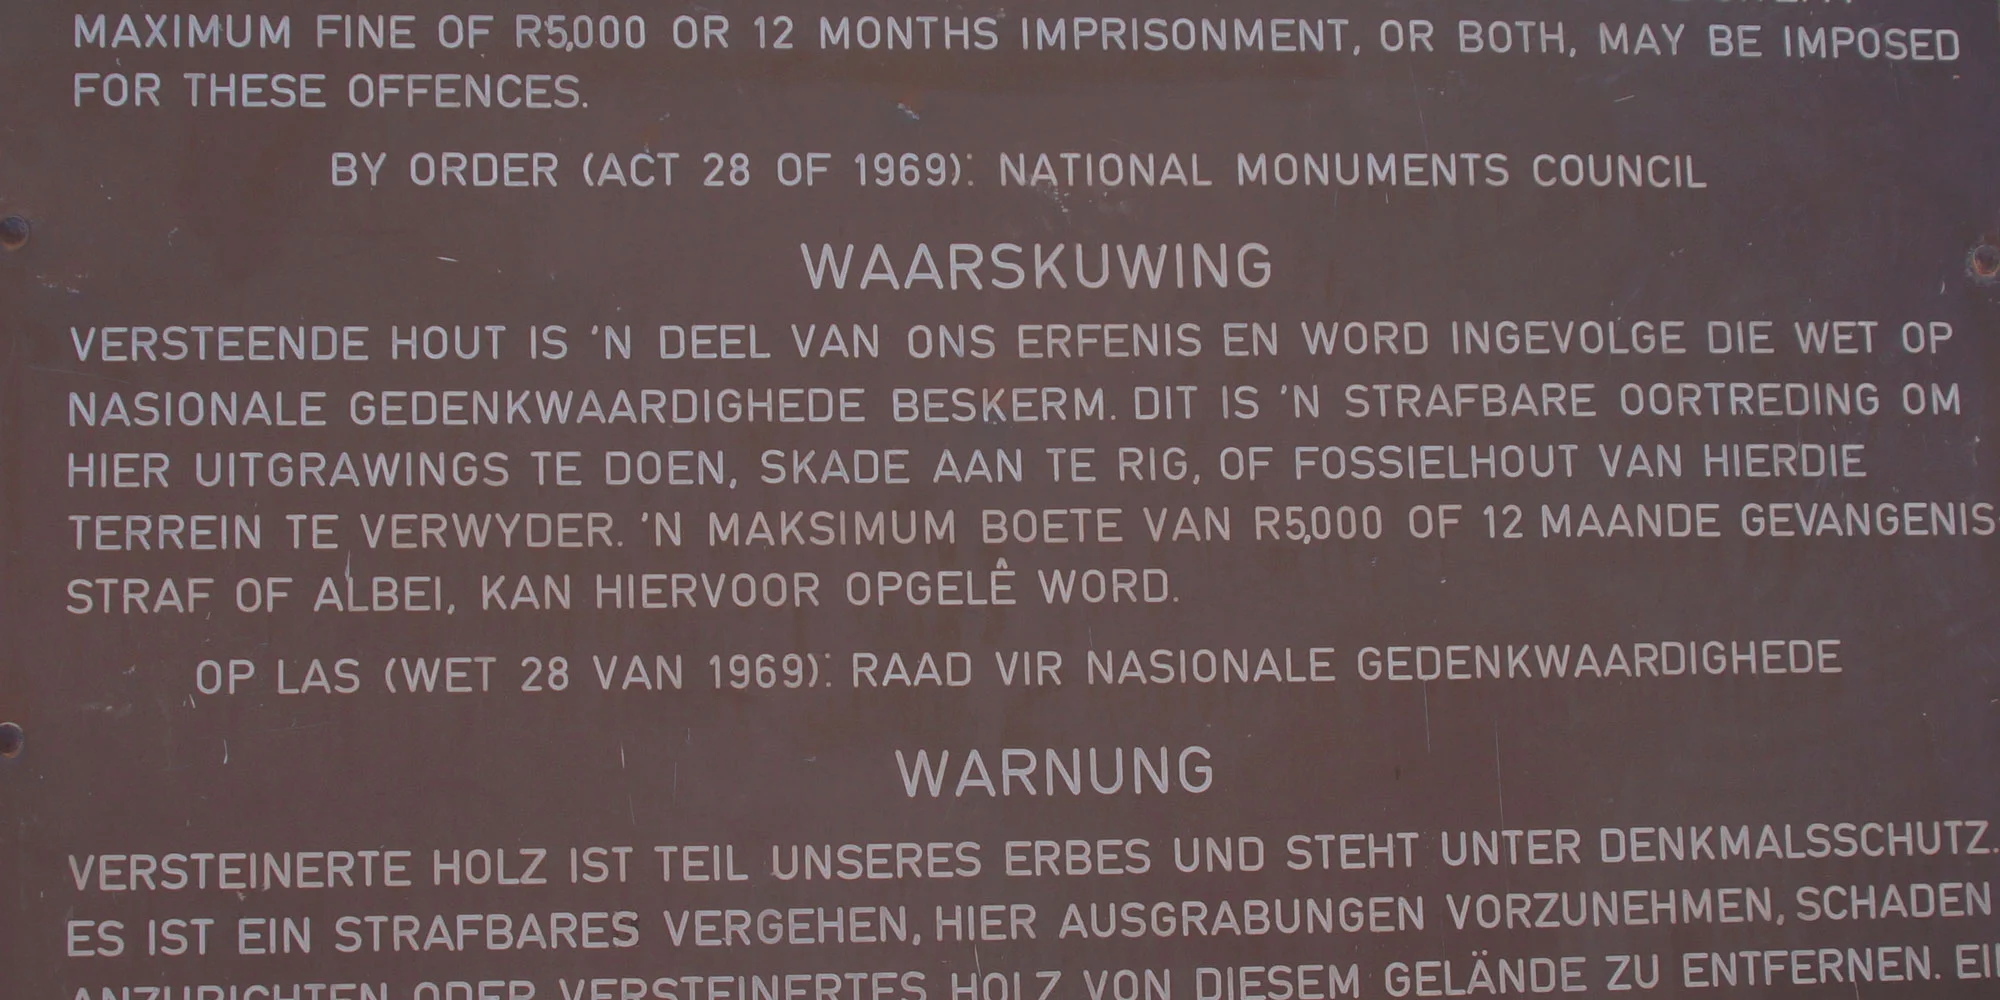 MAXIMUM FINE OF R5,000 OR 12 MONTHS IMPRISONMENT, OR BOTH, MAY BE IMPOSED
FOR THESE OFFENCES.
BY ORDER (ACT 28 OF 1969): NATIONAL MONUMENTS COUNCIL
WAARSKUWING
VERSTEENDE HOUT IS 'N DEEL VAN ONS ERFENIS EN WORD INGEVOLGE DIE WET OP
NASIONALE GEDENKWAARDIGHEDE BESKERM. DIT IS 'N STRAFBARE OORTREDING OM
HIER UITGRAWINGS TE DOEN, SKADE AAN TE RIG, OF FOSSIELHOUT VAN HIERDIE
TERREIN TE VERWYDER. 'N MAKSIMUM BOETE VAN R5,000 OF 12 MAANDE GEVANGENIS-
STRAF OF ALBEI, KAN HIERVOOR OPGELÊ WORD.
OP LAS (WET 28 VAN 1969): RAAD VIR NASIONALE GEDENKWAARDIGHEDE
WARNUNG
VERSTEINERTE HOLZ IST TEIL UNSERES ERBES UND STEHT UNTER DENKMALSSCHUTZ.
ES IST EIN STRAFBARES VERGEHEN, HIER AUSGRABUNGEN VORZUNEHMEN, SCHADEN
ANZURICHTEN ODER VERSTEINERTES HOLZ VON DIESEM GELÄNDE ZU ENTFERNEN.